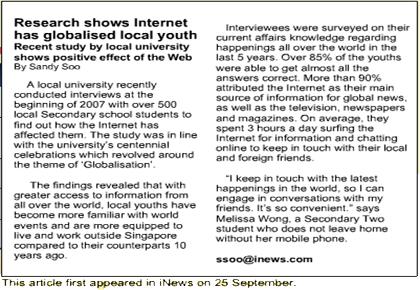 Research shows Internet
has globalised local youth
Recent study by local university
shows positive effect of the Web
By Sandy Soo
A local university recently
conducted interviews at the
beginning of 2007 with over 500
local Secondary school students to
find out how the Internet has
affected them. The study was in line
with the university's centennial
celebrations which revolved around
the theme of 'Globalisation'.
The findings revealed that with
greater access to information from
all over the world, local youths have
become more familiar with world
events and are more equipped to
live and work outside Singapore
compared to their counterparts 10
years ago.
Interviewees were surveyed on their
current affairs knowledge regarding
happenings all over the world in the
last 5 years. Over 85% of the youths
were able to get almost all the
answers correct. More than 90%
attributed the Internet as their main
source of information for global news,
as well as the television, newspapers
and magazines. On average, they
spent 3 hours a day surfing the
Internet for information and chatting
online to keep in touch with their local
and foreign friends.
"I keep in touch with the latest
happenings in the world, so I can
engage in conversations with my
friends. It's so convenient." says
Melissa Wong, a Secondary Two
student who does not leave home
without her mobile phone.
ssoo@inews.com
This article first appeared in iNews on 25 September.